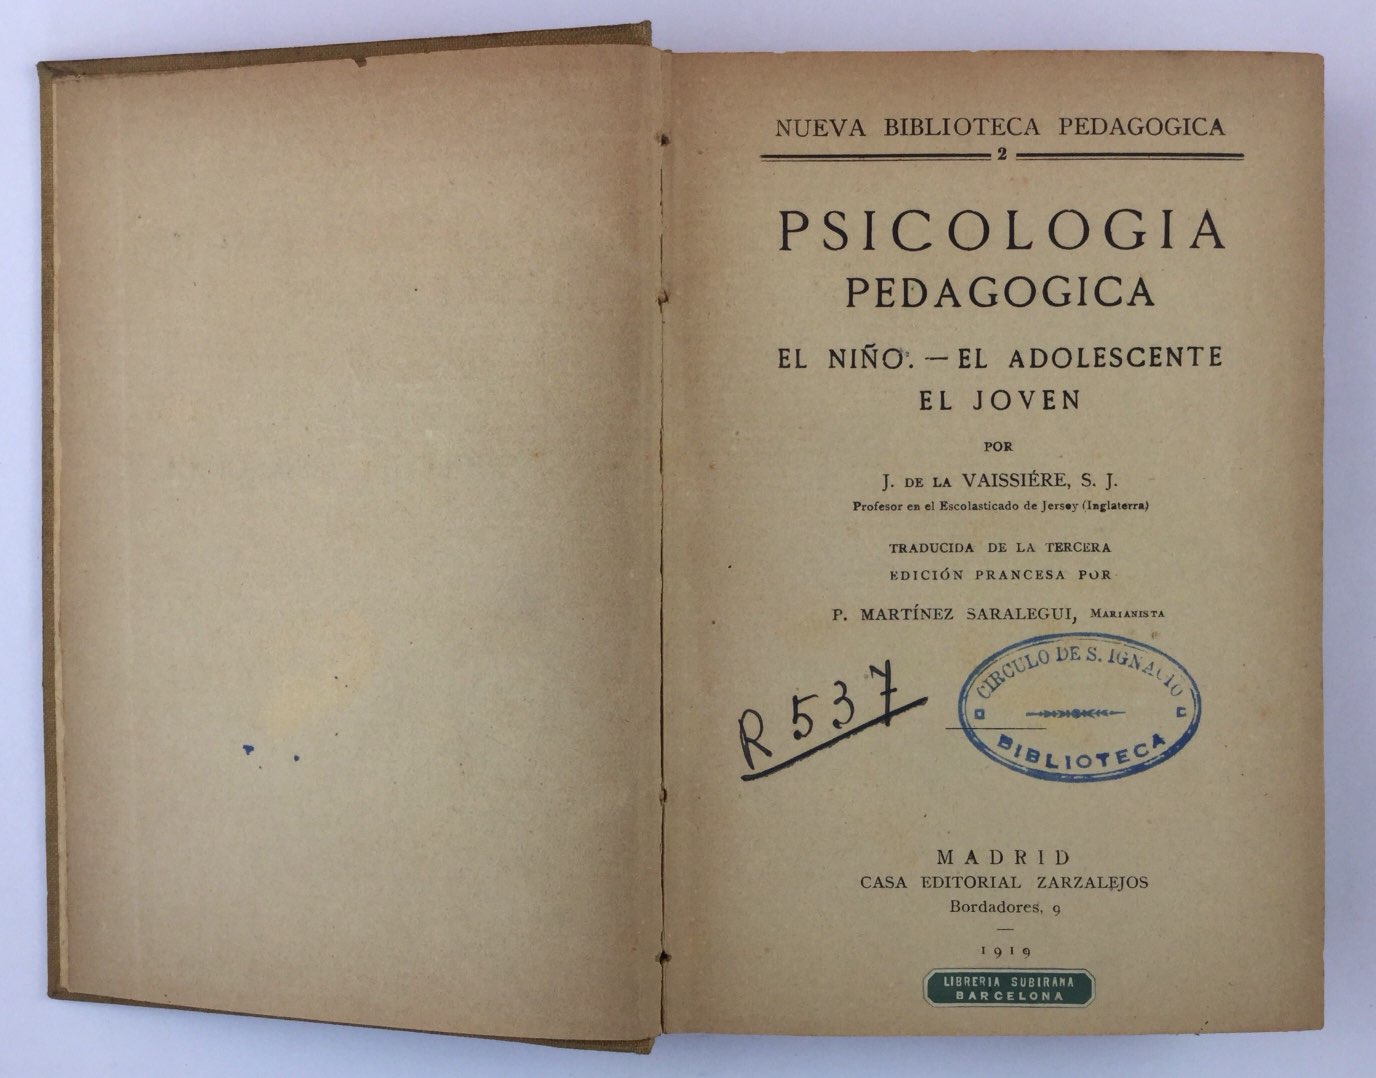 NUEVA BIBLIOTECA PEDAGOGICA
2
PSICOLOGIA
PEDAGOGICA
EL NIÑO. — EL ADOLESCENTE
EL JOVEN
POR
J. DE LA VAISSIÉRE, S. J.
Profesor en el Escolasticado de Jersey (Inglaterra)
TRADUCIDA DE LA TERCERA
EDICIÓN FRANCESA POR
P. MARTÍNEZ SARALEGUI, MARIANISTA
R 537
CIRCULO DE S. IGNACIO
BIBLIOTECA
MADRID
CASA EDITORIAL ZARZALEJOS
Bordadores, 9
1919
LIBRERIA SUBIRANA
BARCELONA